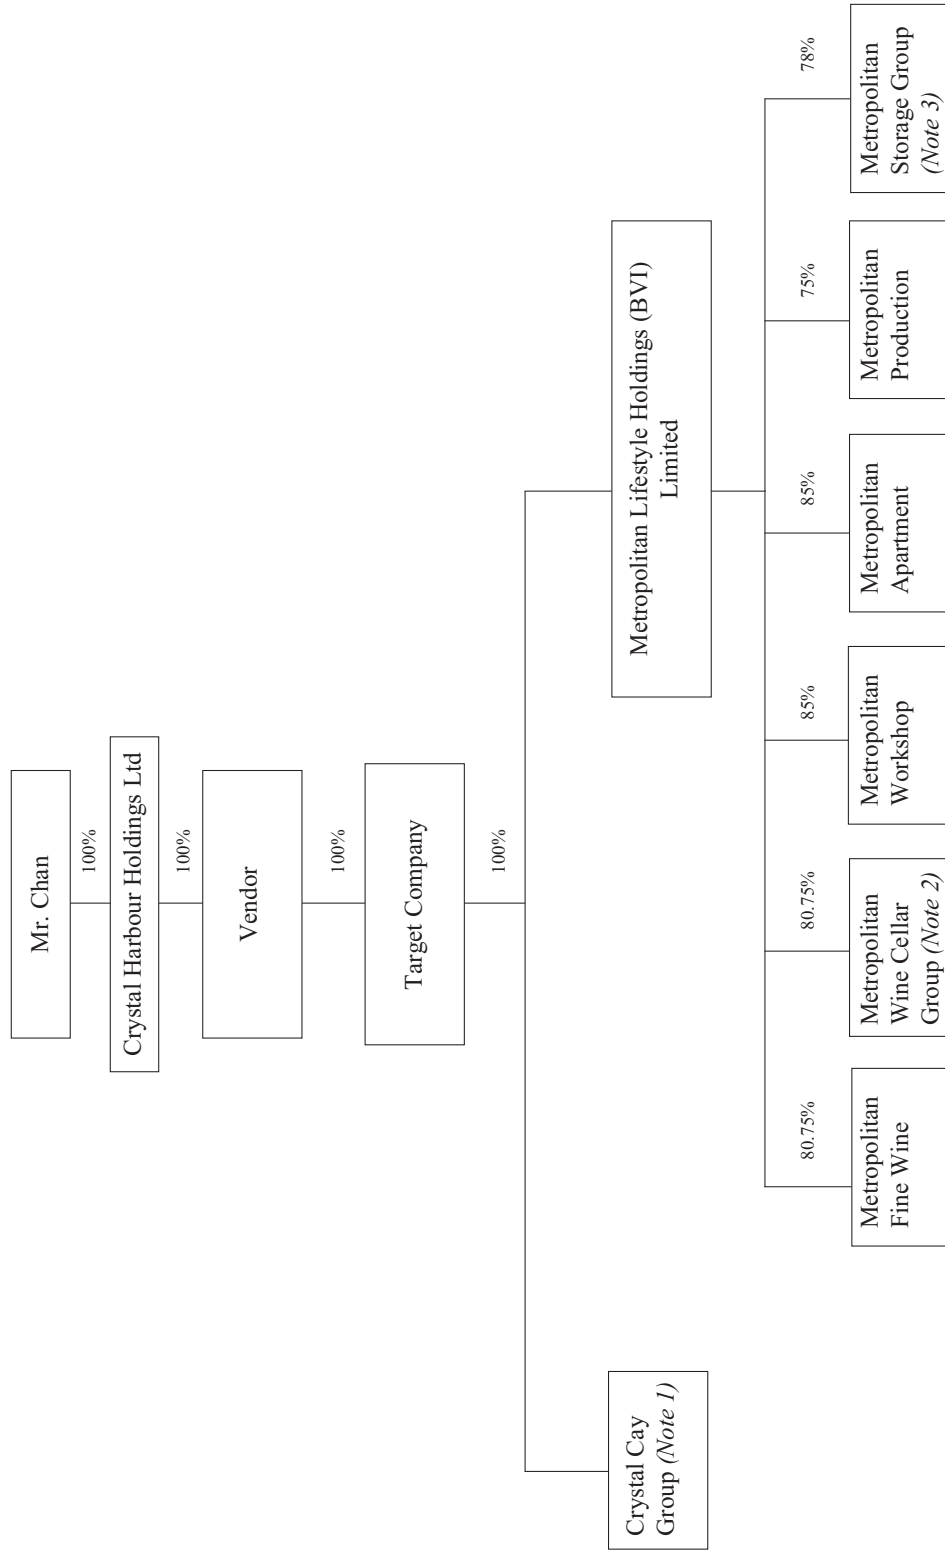 Mr. Chan
100%
Crystal Harbour Holdings Ltd
100%
Vendor
100%
Target Company
100%
Crystal Cay
Group (Note 1)
Metropolitan Lifestyle Holdings (BVI)
Limited
80.75%
80.75%
85%
85%
75%
78%
Metropolitan
Fine Wine
Metropolitan
Wine Cellar
Group (Note 2)
Metropolitan
Workshop
Metropolitan
Apartment
Metropolitan
Production
Metropolitan
Storage Group
(Note 3)